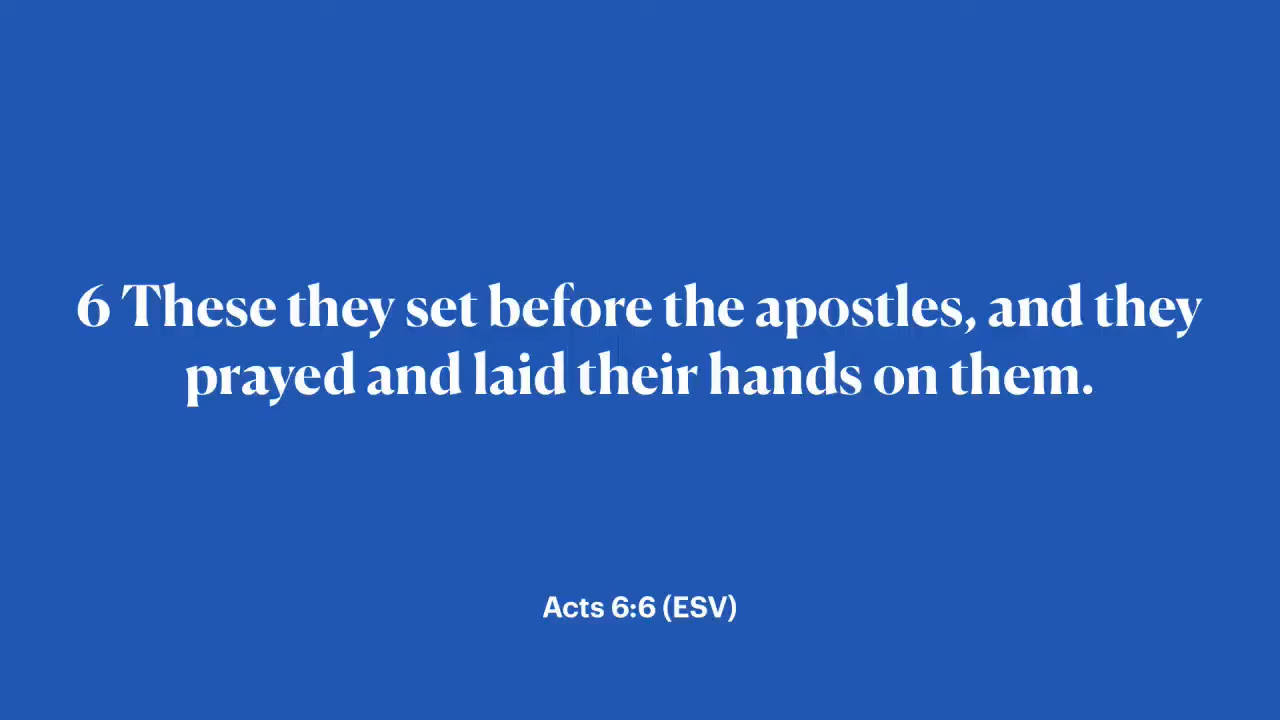 6 These they set before the apostles, and they
prayed and laid their hands on them.
Acts 6:6 (ESV)